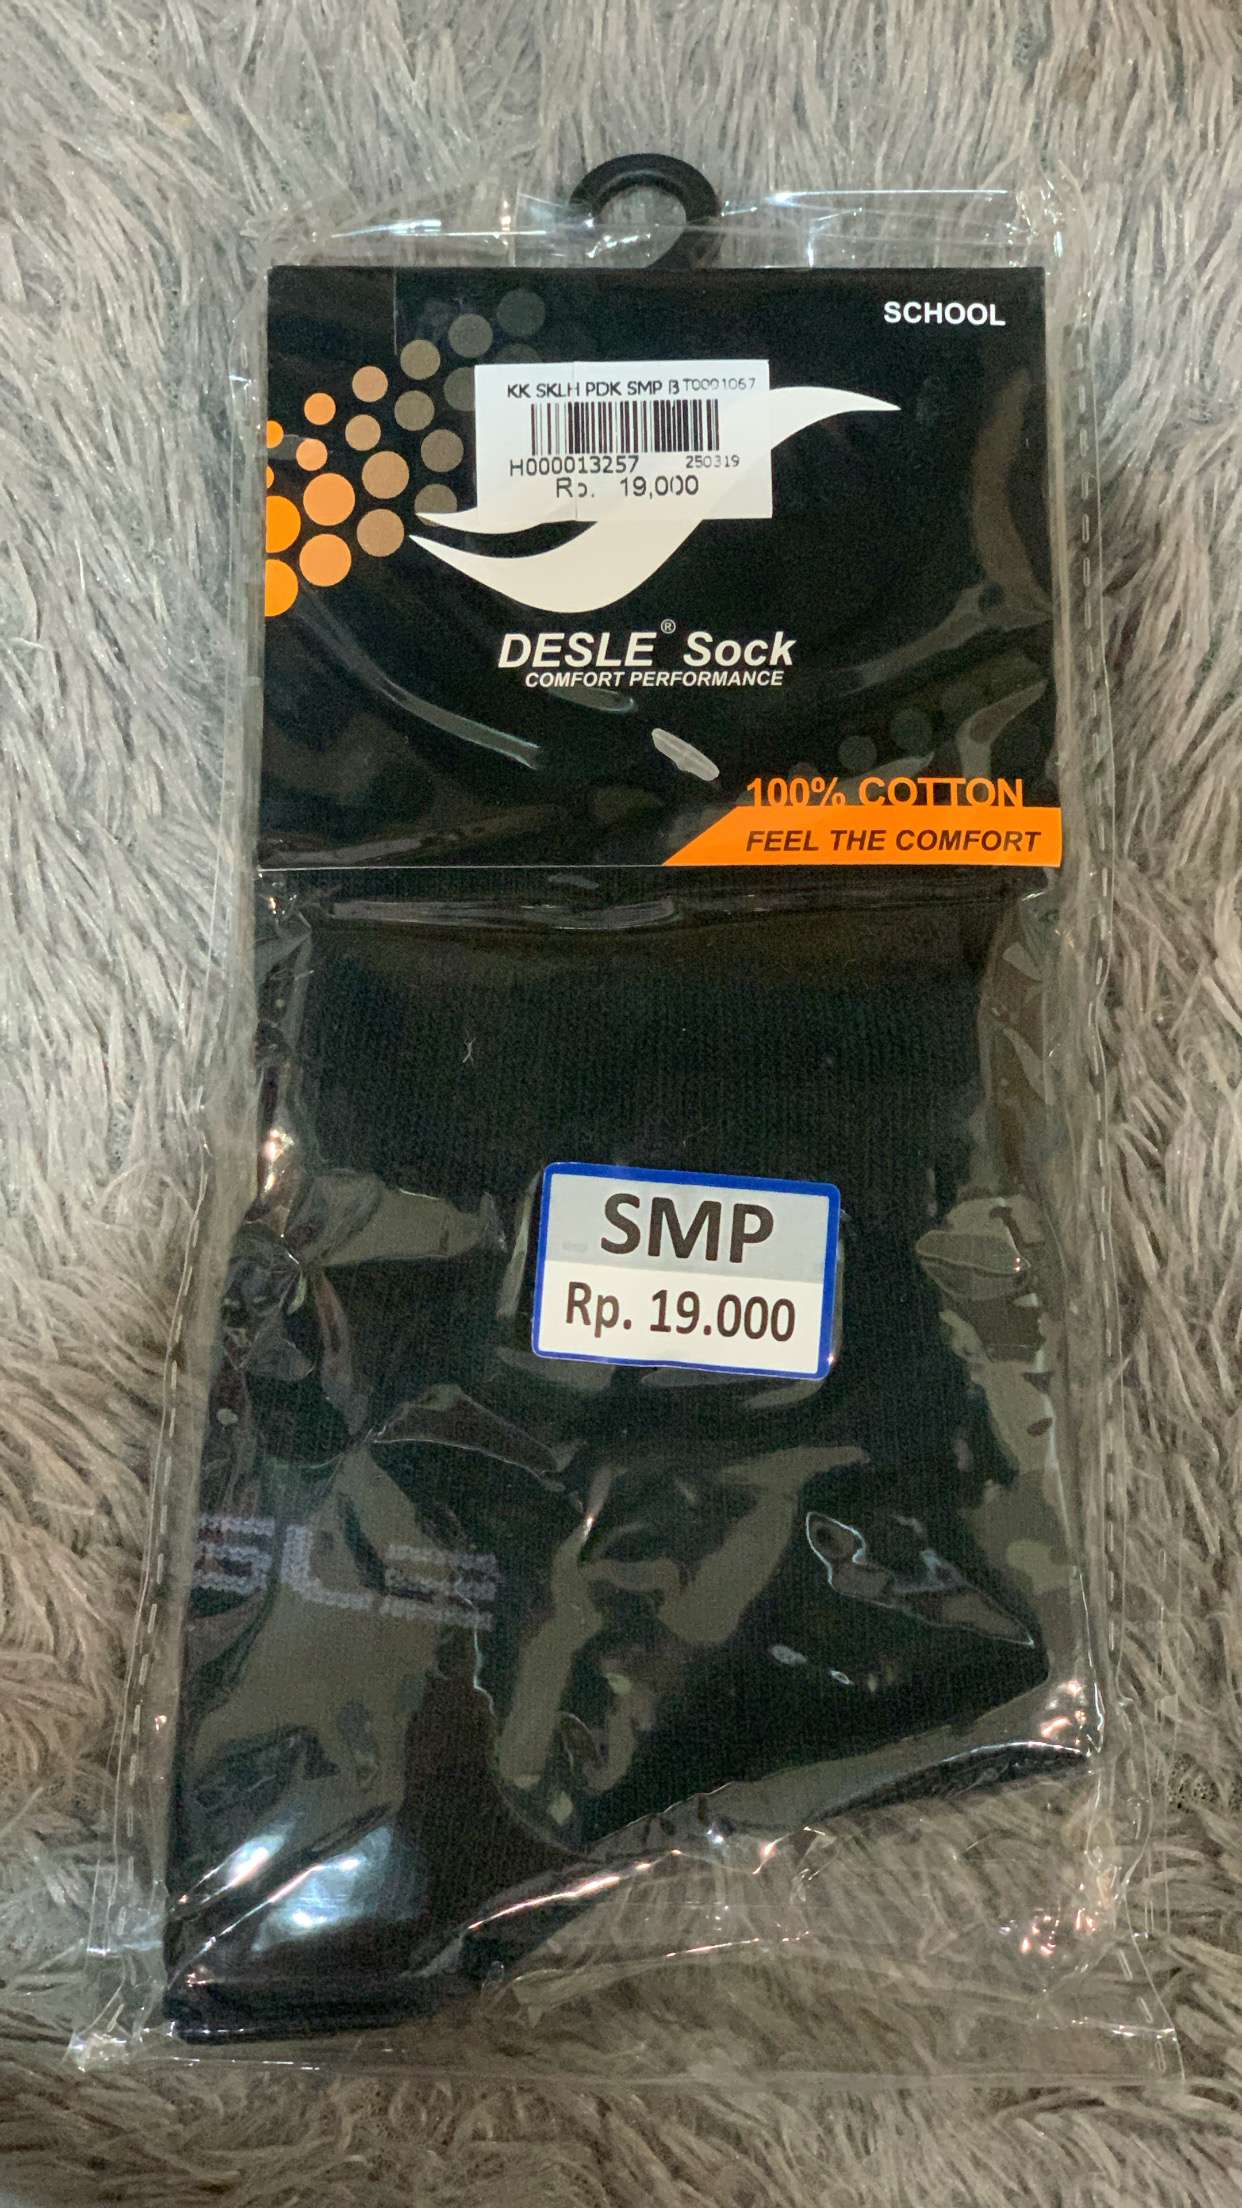 SCHOOL
KK SKLH PDK SMP B T0001067
H000013257 250319
Rp. 19,000
DESLE® Sock
COMFORT PERFORMANCE
100% COTTON
FEEL THE COMFORT
SMP
Rp. 19.000